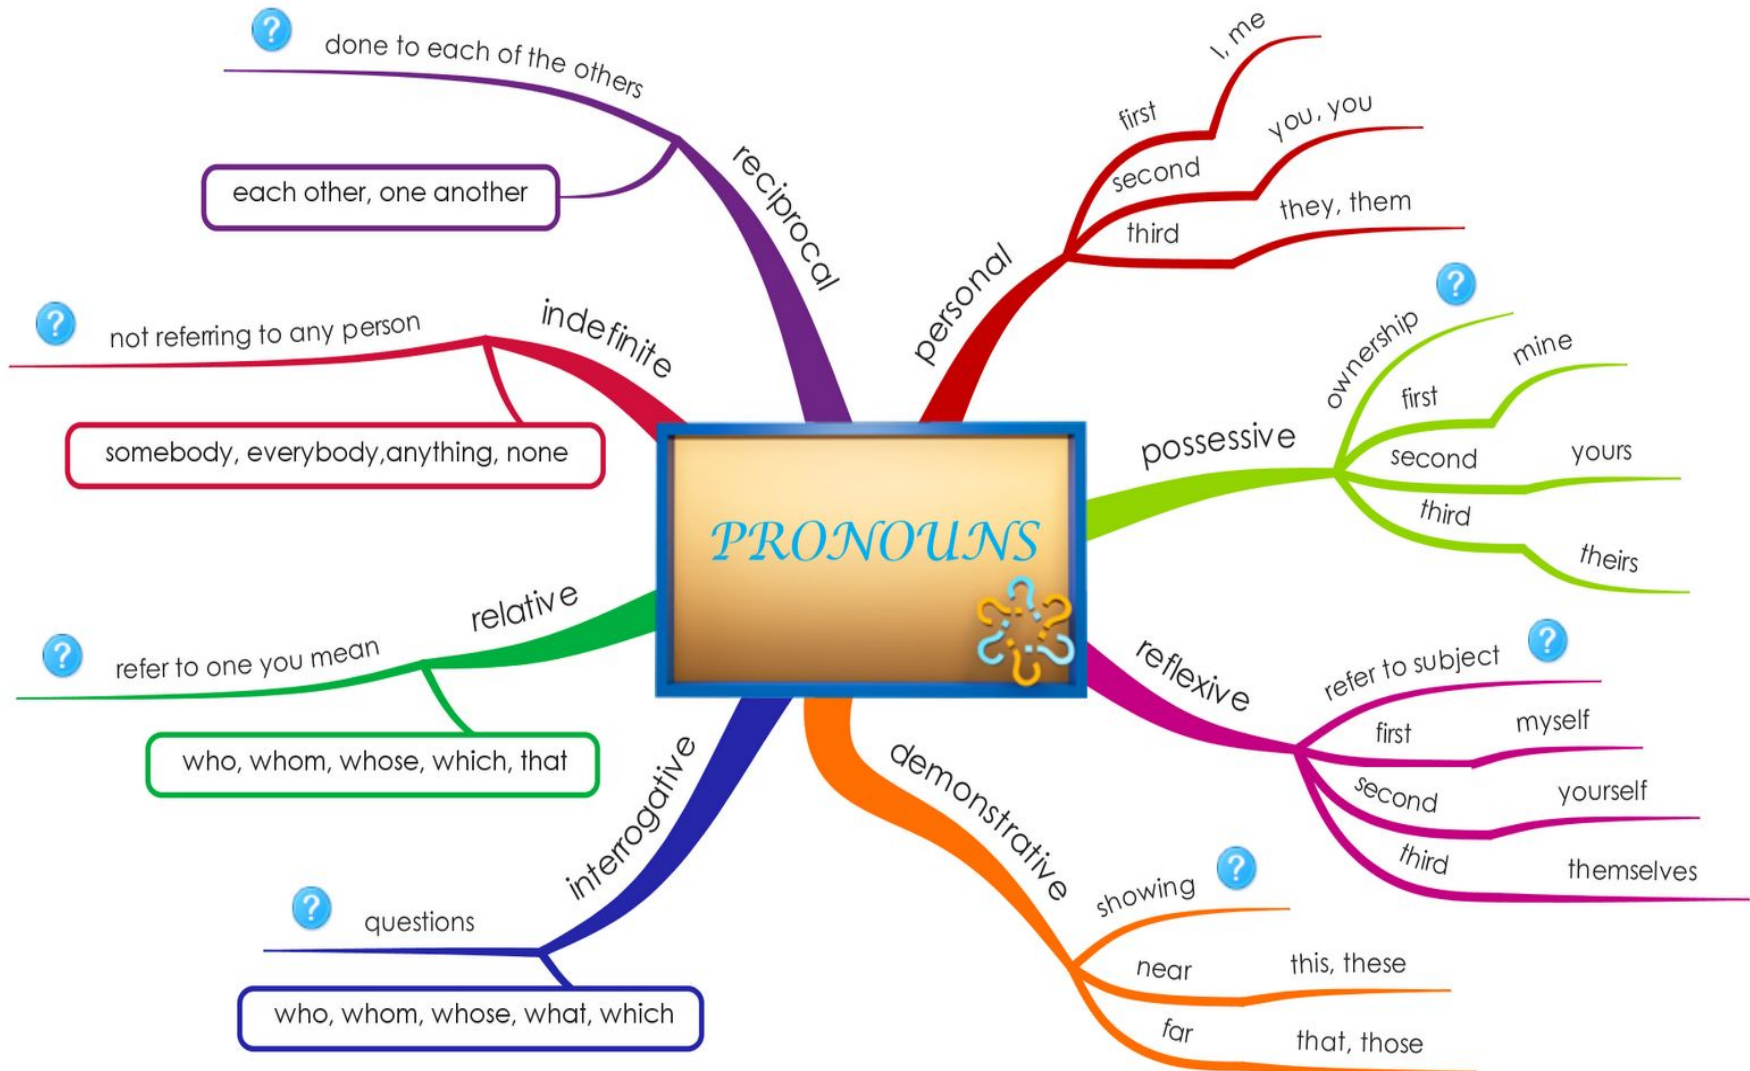 PRONOUNS
personal
first
I, me
second
you, you
third
they, them
possessive
ownership
?
first
mine
second
yours
third
theirs
reflexive
refer to subject
?
first
myself
second
yourself
third
themselves
demonstrative
showing
?
near
this, these
far
that, those
interrogative
?
questions
who, whom, whose, what, which
relative
?
refer to one you mean
who, whom, whose, which, that
indefinite
?
not referring to any person
somebody, everybody,anything, none
reciprocal
?
done to each of the others
each other, one another